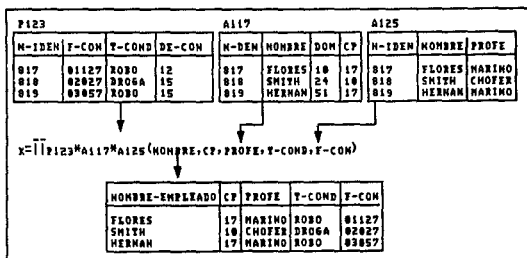 P123 A117 A125
N-IDEN F-CON T-COND DE-CON
817 01127 ROBO 12
818 02027 DROGA 15
819 03057 ROBO 15
N-DEN NOMBRE DOM CP
817 FLORES 10 17
818 SMITH 24 10
819 HERNAN 51 17
N-IDEN NOMBRE PROFE
817 FLORES MARINO
818 SMITH CHOFER
819 HERNAN MARINO
X=∏P123*A117*A125(NOMBRE,CP,PROFE,T-COND,F-CON)
NOMBRE-EMPLEADO CP PROFE T-COND F-CON
FLORES 17 MARINO ROBO 01127
SMITH 10 CHOFER DROGA 02027
HERNAN 17 MARINO ROBO 03057